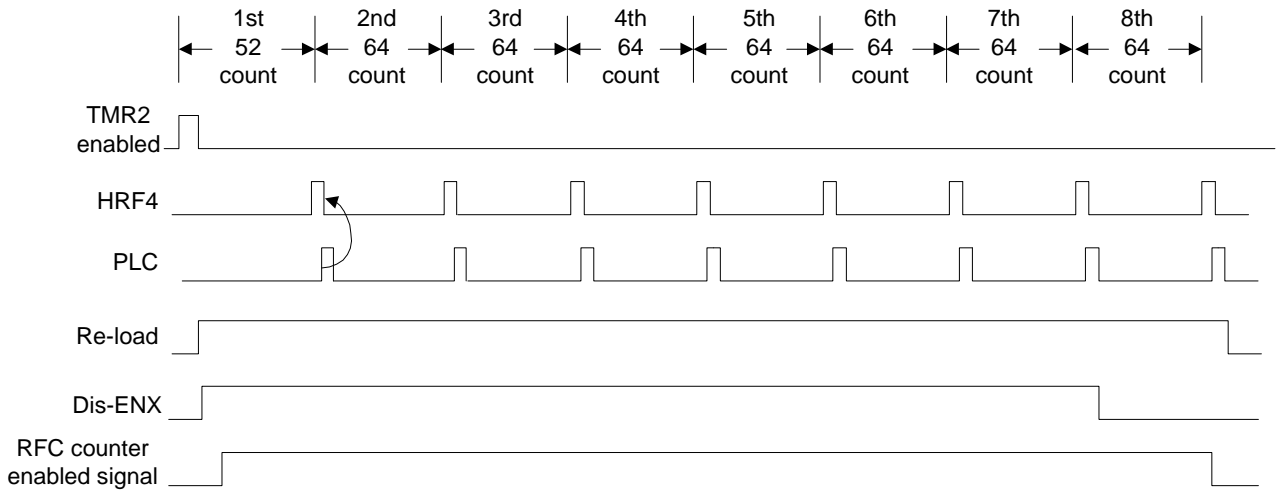 1st 2nd 3rd 4th 5th 6th 7th 8th
52 64 64 64 64 64 64 64
count count count count count count count count
TMR2
enabled
HRF4
PLC
Re-load
Dis-ENX
RFC counter
enabled signal